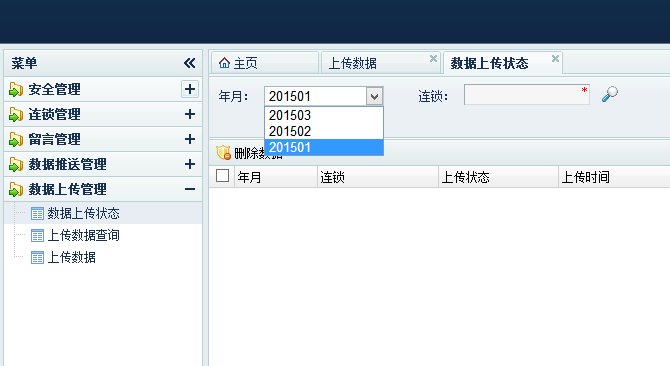 菜单
安全管理
连锁管理
留言管理
数据推送管理
数据上传管理
数据上传状态
上传数据查询
上传数据
主页 上传数据 数据上传状态
年月： 201501 连锁： *
201503
201502
201501
删除数据
年月 连锁 上传状态 上传时间